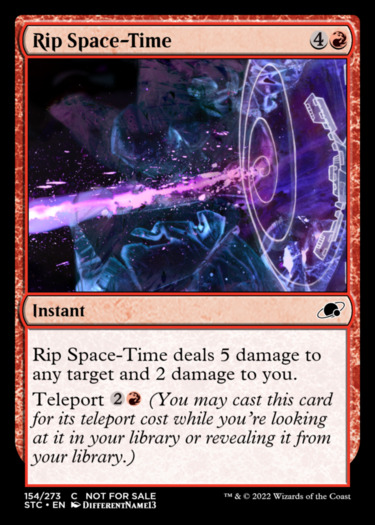 Rip Space-Time 4
Instant
Rip Space-Time deals 5 damage to
any target and 2 damage to you.
Teleport 2 (You may cast this card
for its teleport cost while you're looking
at it in your library or revealing it from
your library.)
154/273 C NOT FOR SALE
STC • EN DIFFERENTNAME13
™ & © 2022 Wizards of the Coast